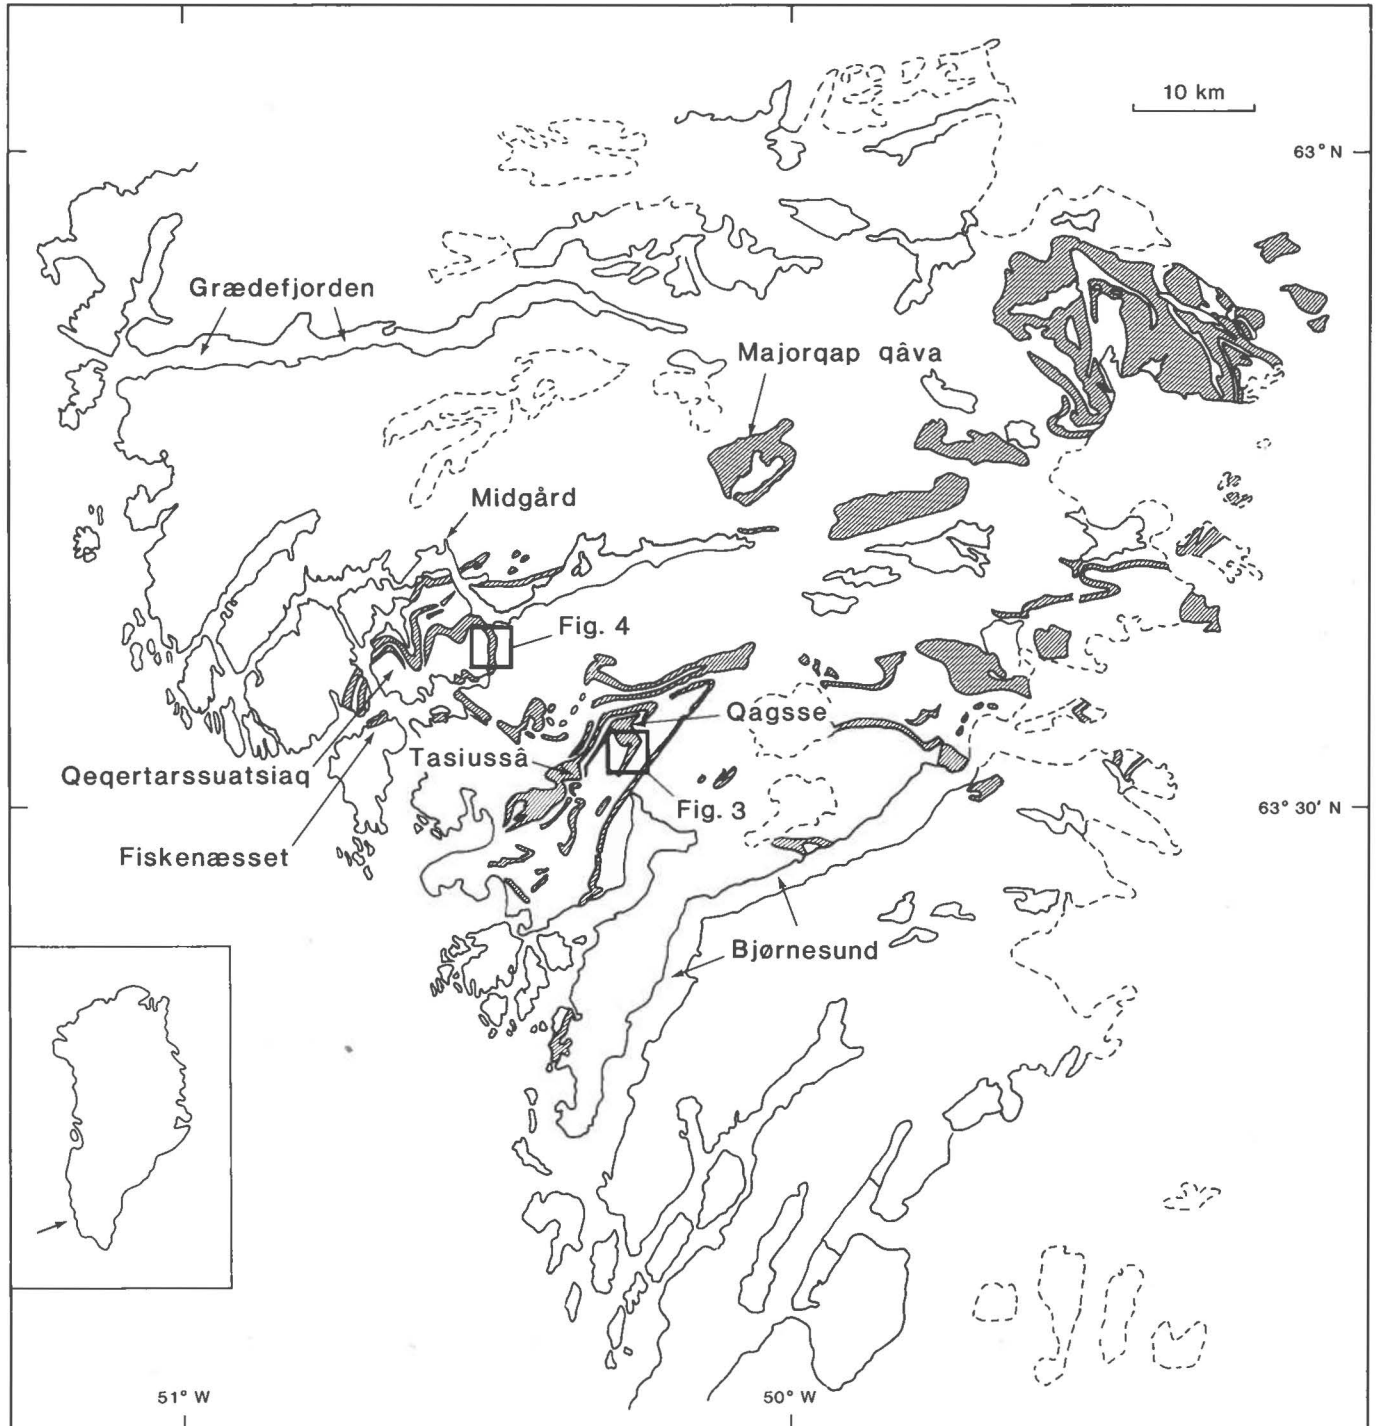 10 km
63° N
Grædefjorden
Majorqap qâva
Midgård
Fig. 4
Qagsse
Tasiussâ
Qeqertarssuatsiaq
Fig. 3
63° 30′ N
Fiskenæsset
Bjørnesund
51° W
50° W